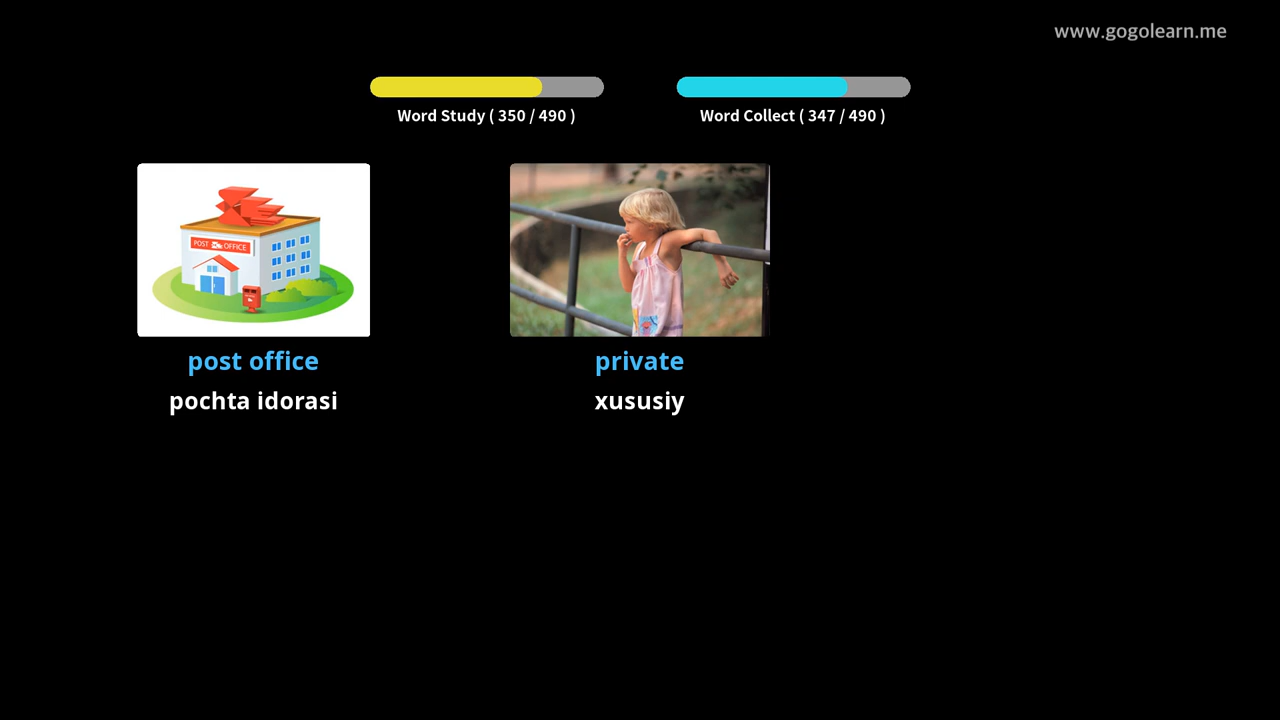 www.gogolearn.me
Word Study ( 350 / 490 )
Word Collect ( 347 / 490 )
POST OFFICE
post office
private
pochta idorasi
xususiy